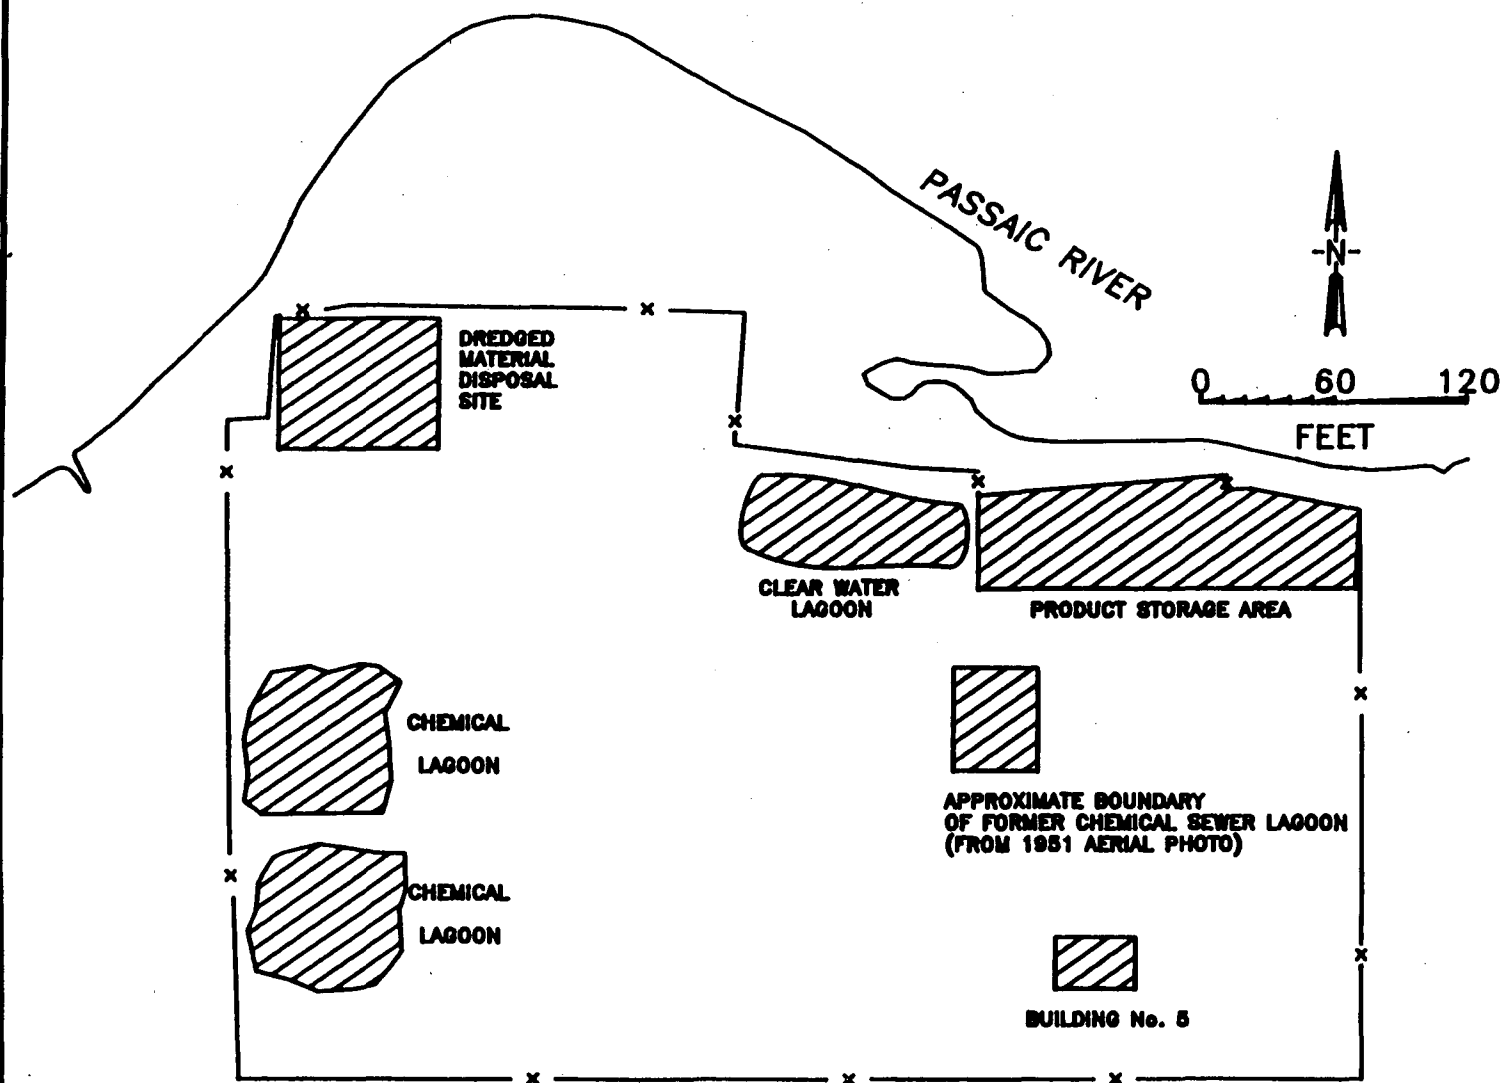 PASSAIC RIVER
N
0 60 120
FEET
DREDGED
MATERIAL
DISPOSAL
SITE
CLEAR WATER
LAGOON
PRODUCT STORAGE AREA
CHEMICAL
LAGOON
APPROXIMATE BOUNDARY
OF FORMER CHEMICAL SEWER LAGOON
(FROM 1951 AERIAL PHOTO)
CHEMICAL
LAGOON
BUILDING No. 5